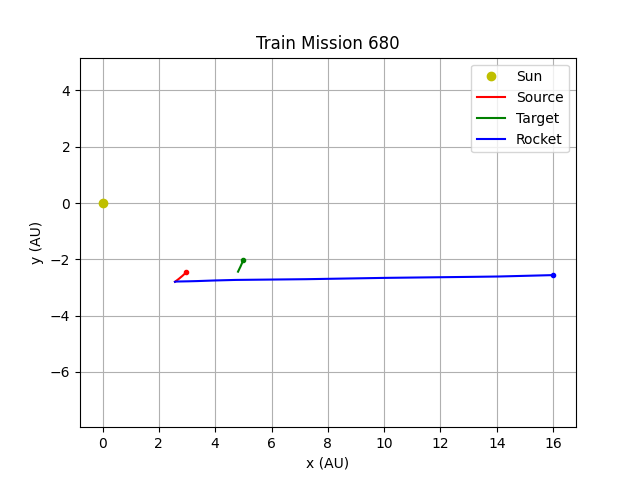 Train Mission 680
Sun
Source
Target
Rocket
4
2
0
−2
−4
−6
y (AU)
0 2 4 6 8 10 12 14 16
x (AU)